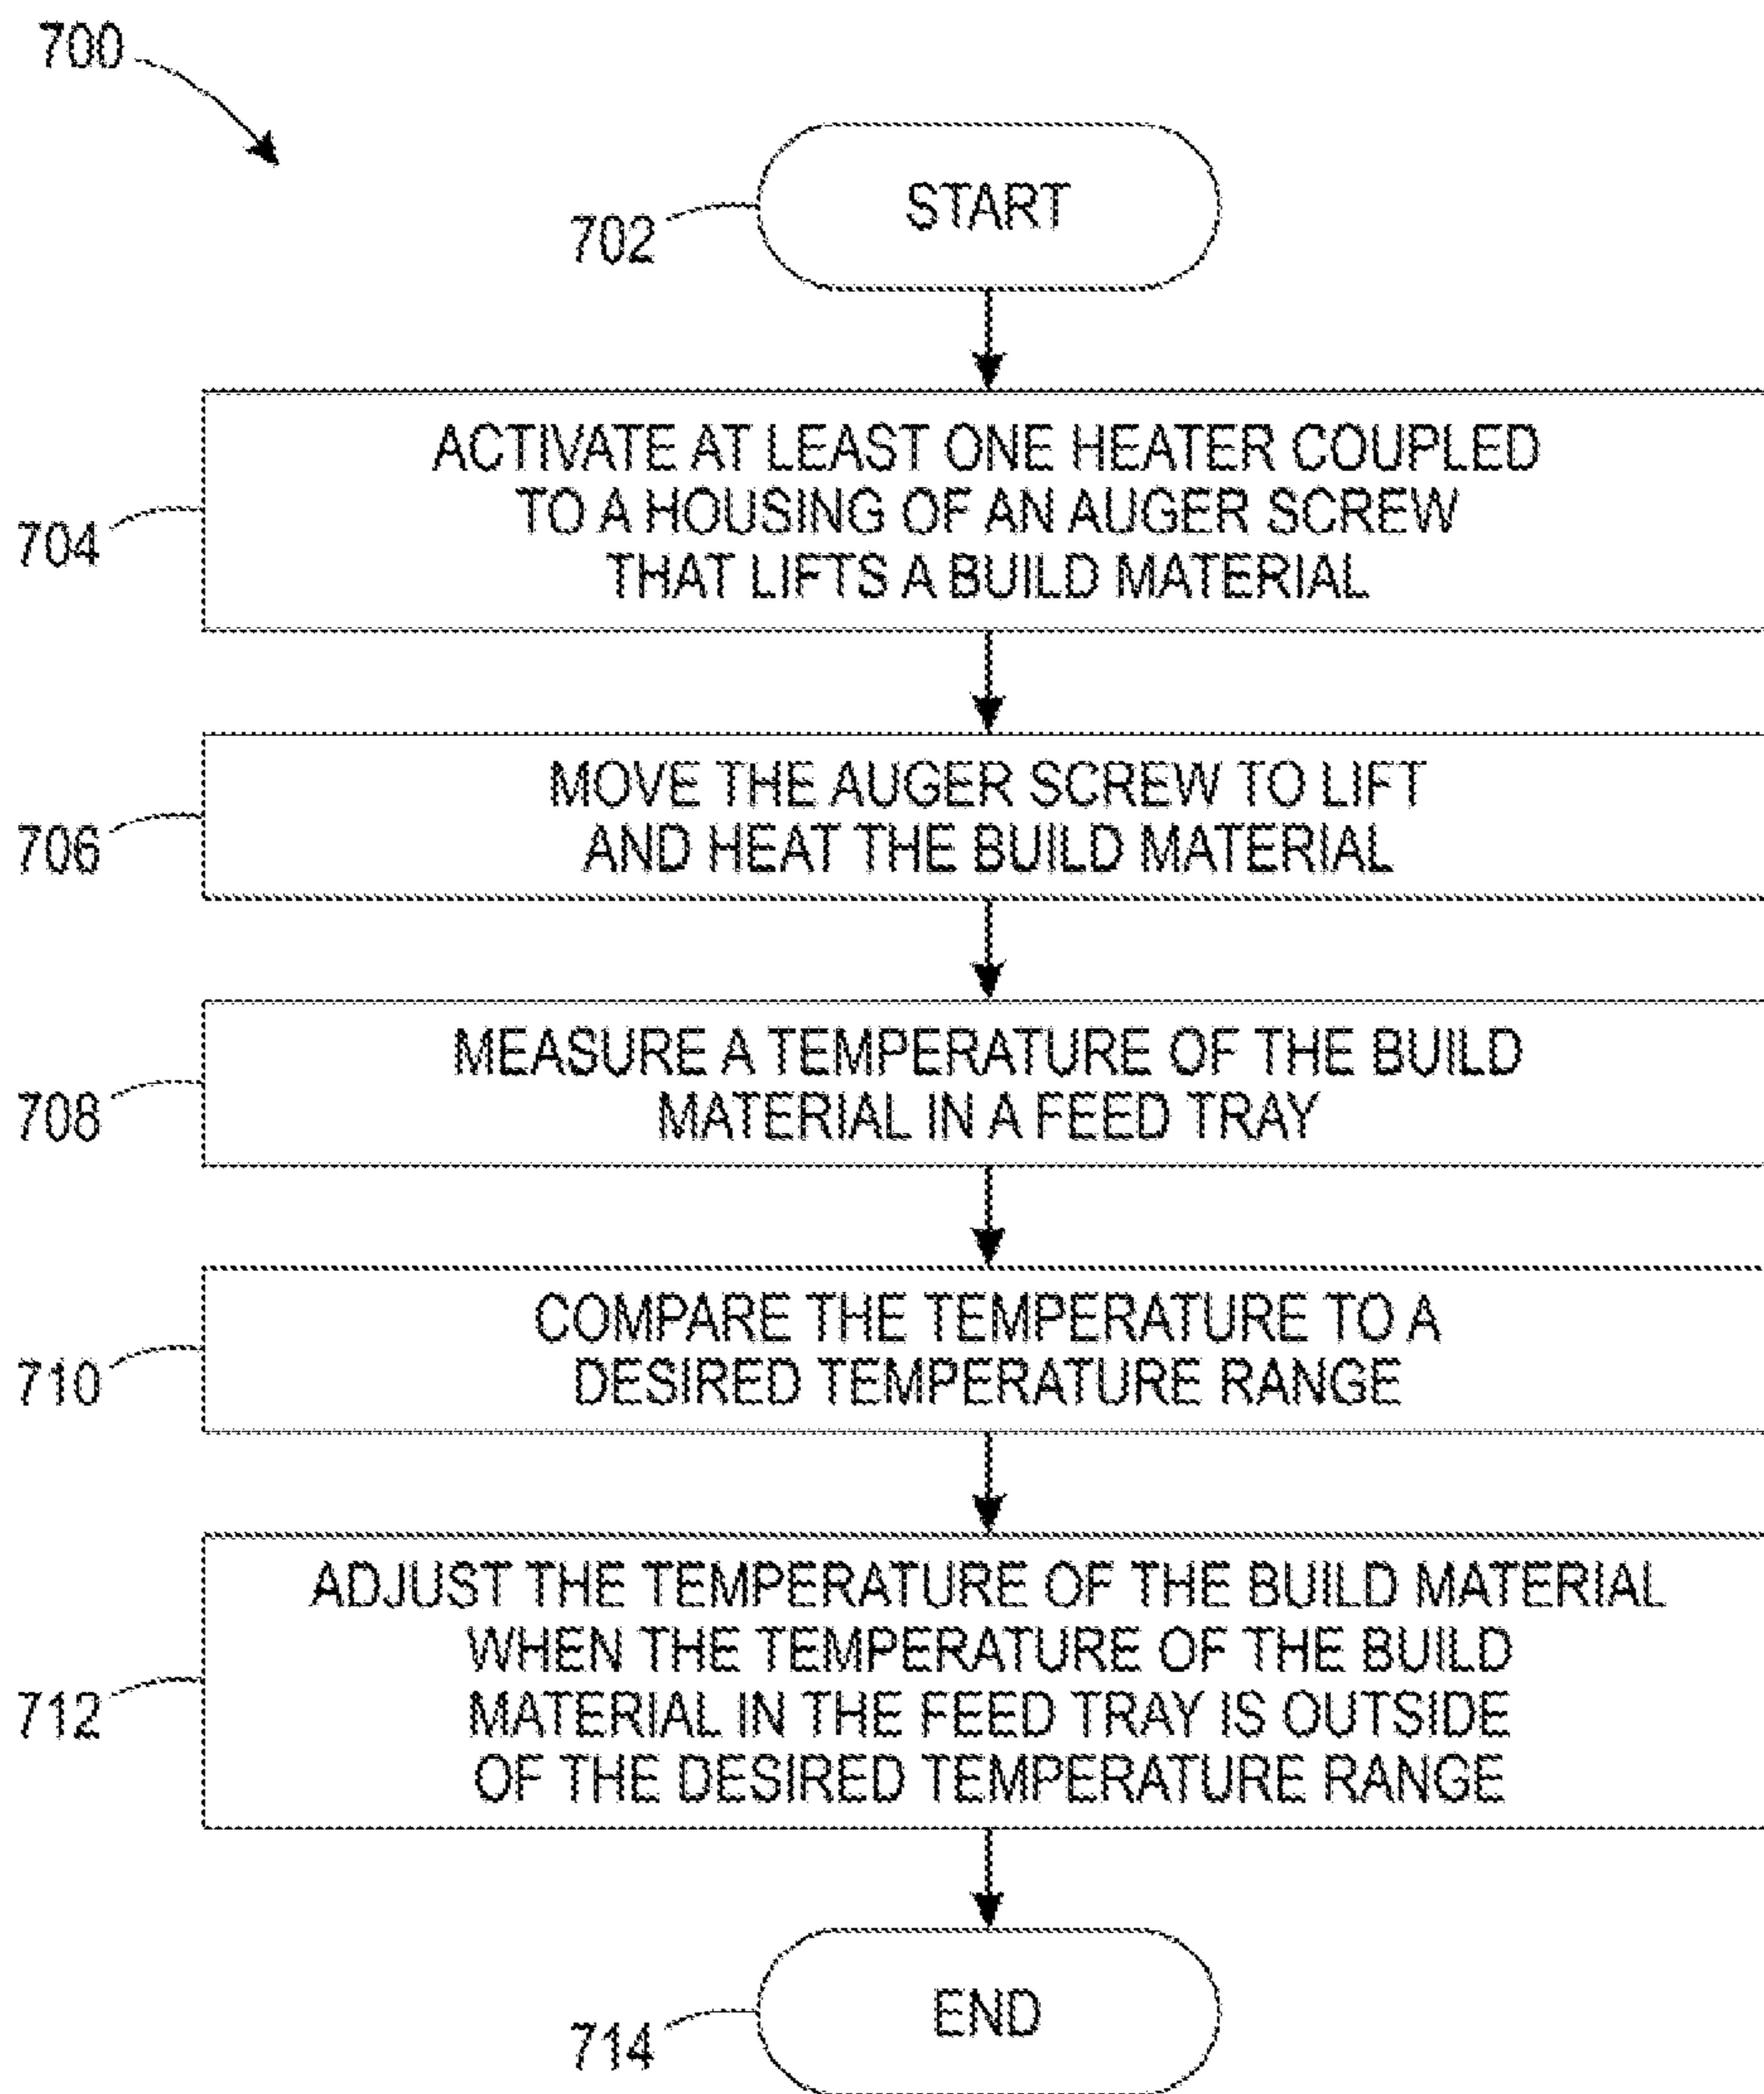 700
702
START
704
ACTIVATE AT LEAST ONE HEATER COUPLED
TO A HOUSING OF AN AUGER SCREW
THAT LIFTS A BUILD MATERIAL
706
MOVE THE AUGER SCREW TO LIFT
AND HEAT THE BUILD MATERIAL
708
MEASURE A TEMPERATURE OF THE BUILD
MATERIAL IN A FEED TRAY
710
COMPARE THE TEMPERATURE TO A
DESIRED TEMPERATURE RANGE
712
ADJUST THE TEMPERATURE OF THE BUILD MATERIAL
WHEN THE TEMPERATURE OF THE BUILD
MATERIAL IN THE FEED TRAY IS OUTSIDE
OF THE DESIRED TEMPERATURE RANGE
714
END